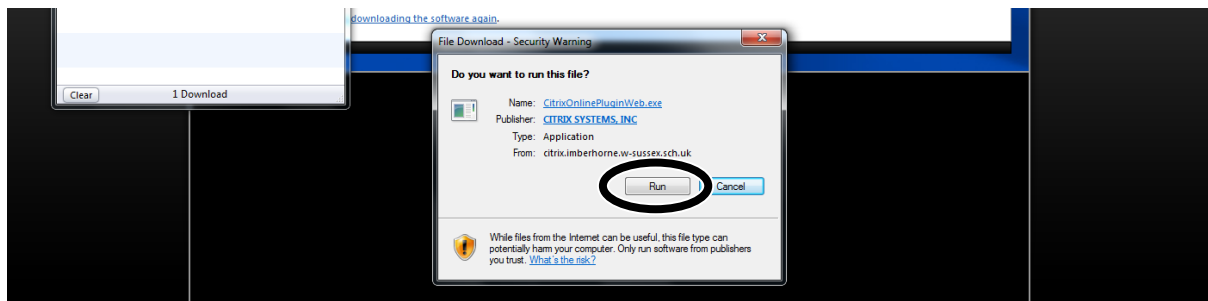 downloading the software again.
File Download - Security Warning
Do you want to run this file?
Name: CitrixOnlinePluginWeb.exe
Publisher: CITRIX SYSTEMS, INC
Type: Application
From: citrix.imberhorne.w-sussex.sch.uk
Run Cancel
While files from the Internet can be useful, this file type can
potentially harm your computer. Only run software from publishers
you trust. What's the risk?
Clear 1 Download